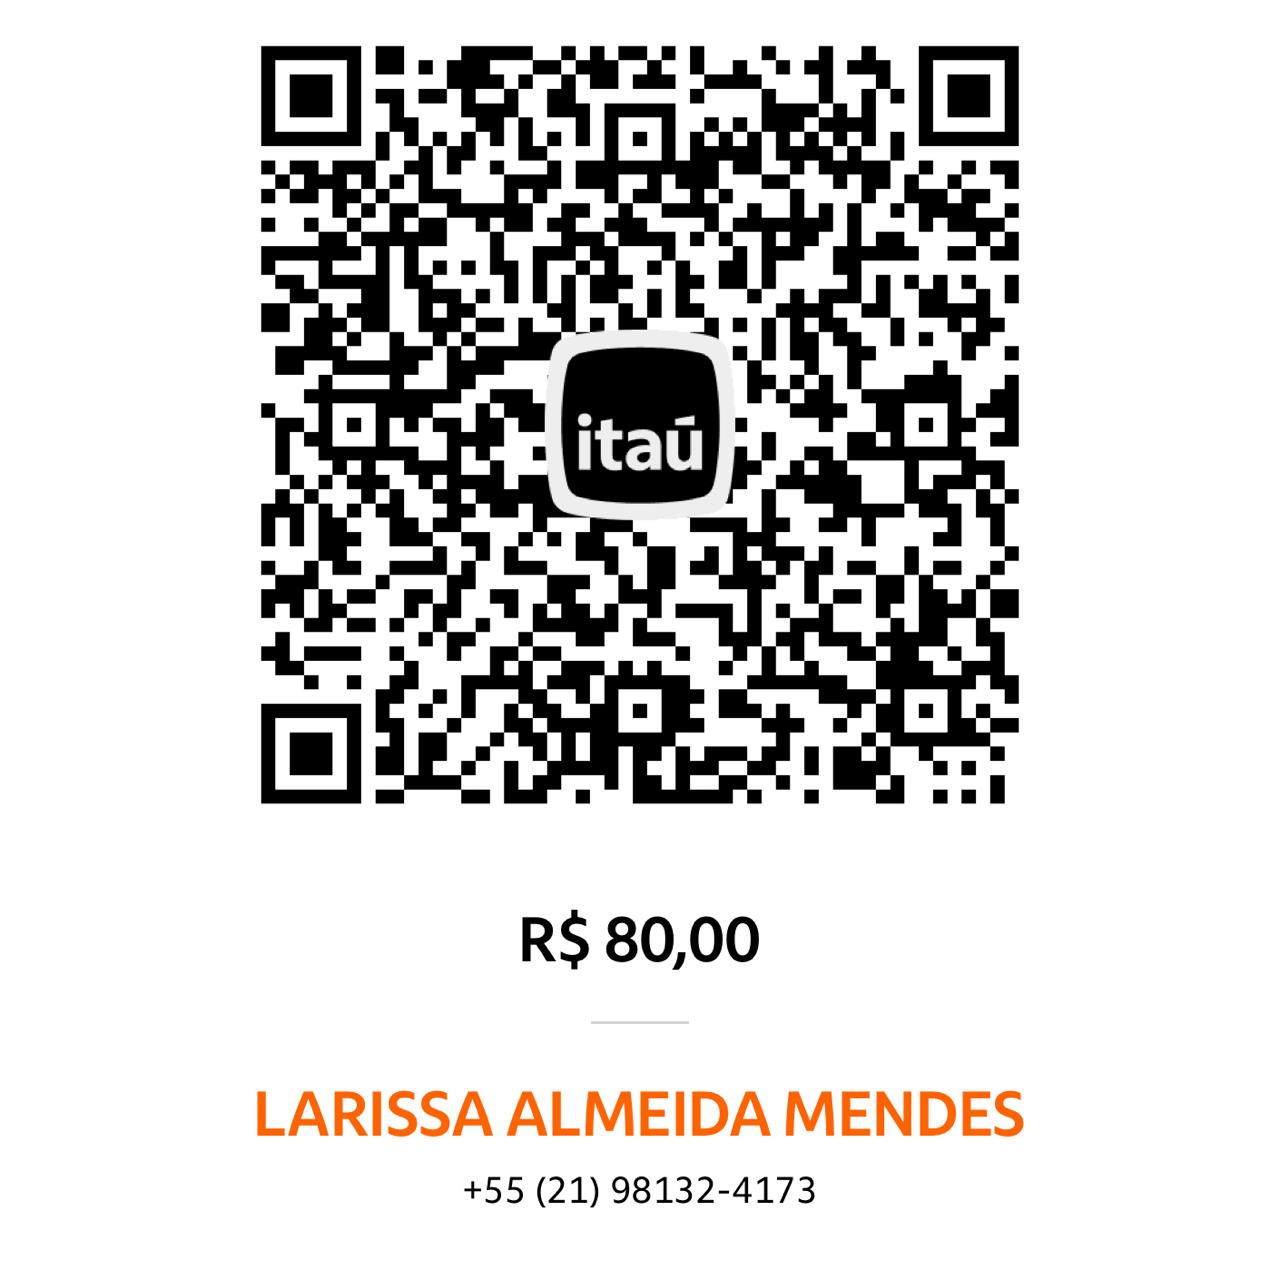 itaú
R$ 80,00
LARISSA ALMEIDA MENDES
+55 (21) 98132-4173